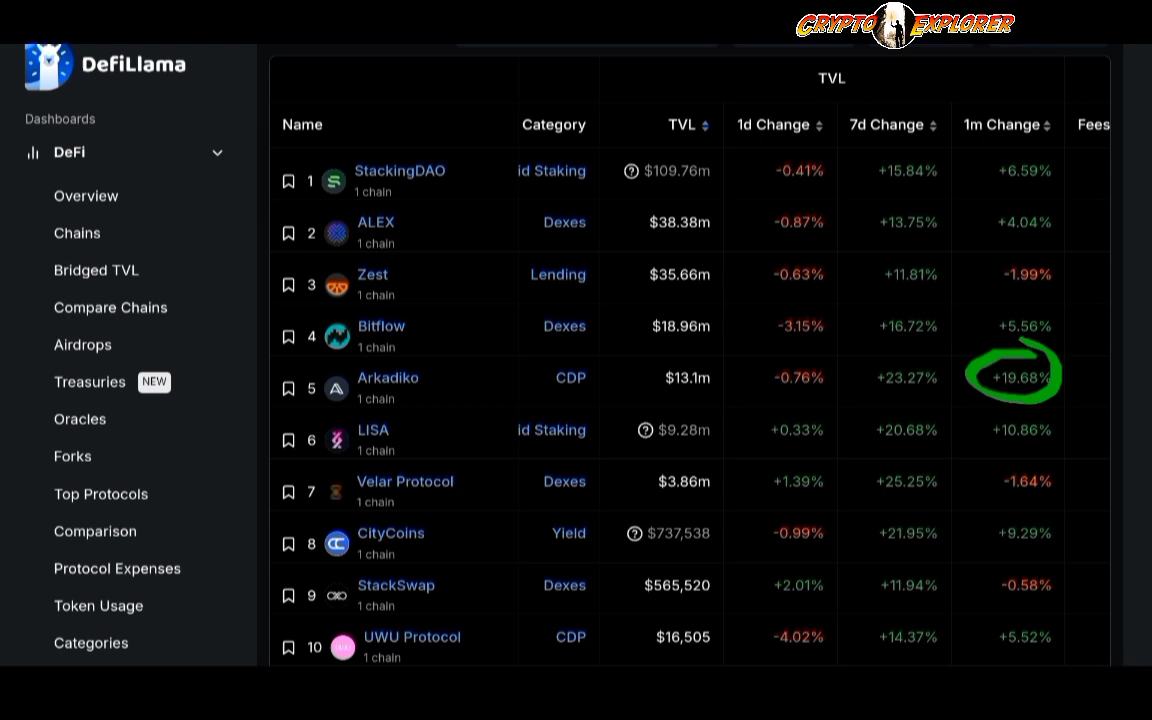 CRYPTO EXPLORER
DefiLlama
Dashboards
DeFi
Overview
Chains
Bridged TVL
Compare Chains
Airdrops
Treasuries NEW
Oracles
Forks
Top Protocols
Comparison
Protocol Expenses
Token Usage
Categories
TVL
Name Category TVL 1d Change 7d Change 1m Change Fees
1 StackingDAO id Staking $109.76m -0.41% +15.84% +6.59%
1 chain
2 ALEX Dexes $38.38m -0.87% +13.75% +4.04%
1 chain
3 Zest Lending $35.66m -0.63% +11.81% -1.99%
1 chain
4 Bitflow Dexes $18.96m -3.15% +16.72% +5.56%
1 chain
5 Arkadiko CDP $13.1m -0.76% +23.27% +19.68%
1 chain
6 LISA id Staking $9.28m +0.33% +20.68% +10.86%
1 chain
7 Velar Protocol Dexes $3.86m +1.39% +25.25% -1.64%
1 chain
8 CityCoins Yield $737,538 -0.99% +21.95% +9.29%
1 chain
9 StackSwap Dexes $565,520 +2.01% +11.94% -0.58%
1 chain
10 UWU Protocol CDP $16,505 -4.02% +14.37% +5.52%
1 chain